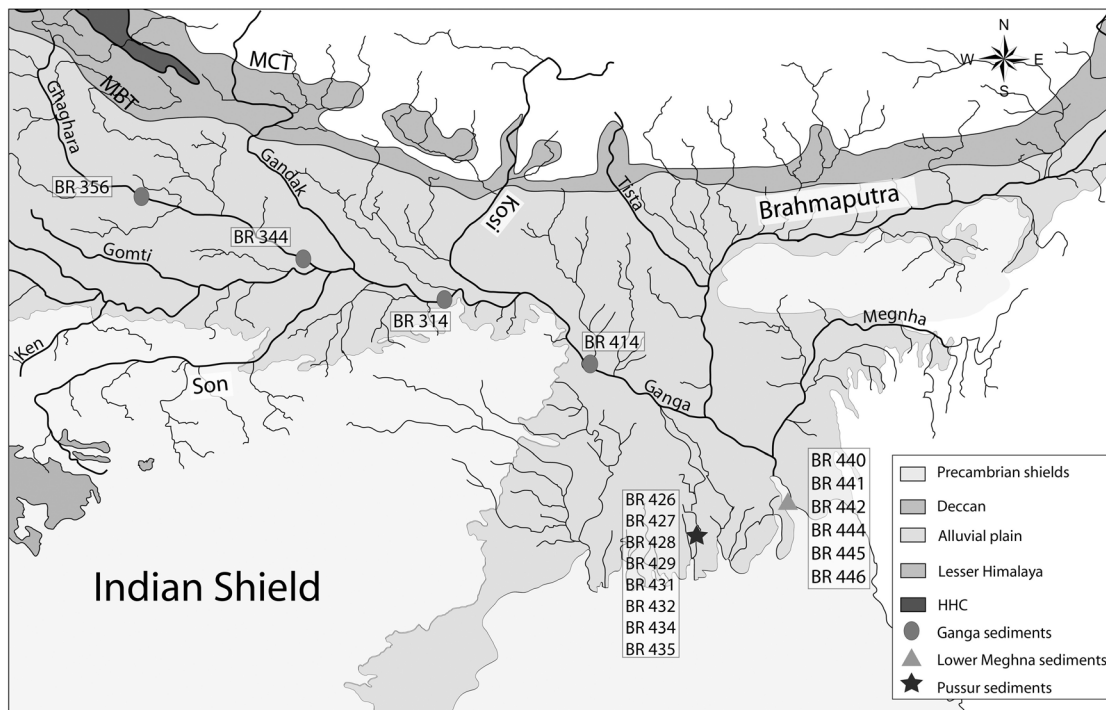 N
W E
S
MCT
MBT
Ghaghara
BR 356
Gandak
Kosi
Tista
Brahmaputra
BR 344
Gomti
BR 314
Megnha
BR 414
Ken
Son
Ganga
BR 440
BR 441
BR 442
BR 444
BR 445
BR 446
BR 426
BR 427
BR 428
BR 429
BR 431
BR 432
BR 434
BR 435
Indian Shield
Precambrian shields
Deccan
Alluvial plain
Lesser Himalaya
HHC
Ganga sediments
Lower Meghna sediments
Pussur sediments